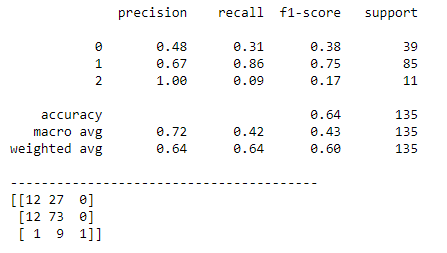 precision recall f1-score support
0 0.48 0.31 0.38 39
1 0.67 0.86 0.75 85
2 1.00 0.09 0.17 11
accuracy 0.64 135
macro avg 0.72 0.42 0.43 135
weighted avg 0.64 0.64 0.60 135
---------------------------------------
[[12 27 0]
[12 73 0]
[ 1 9 1]]